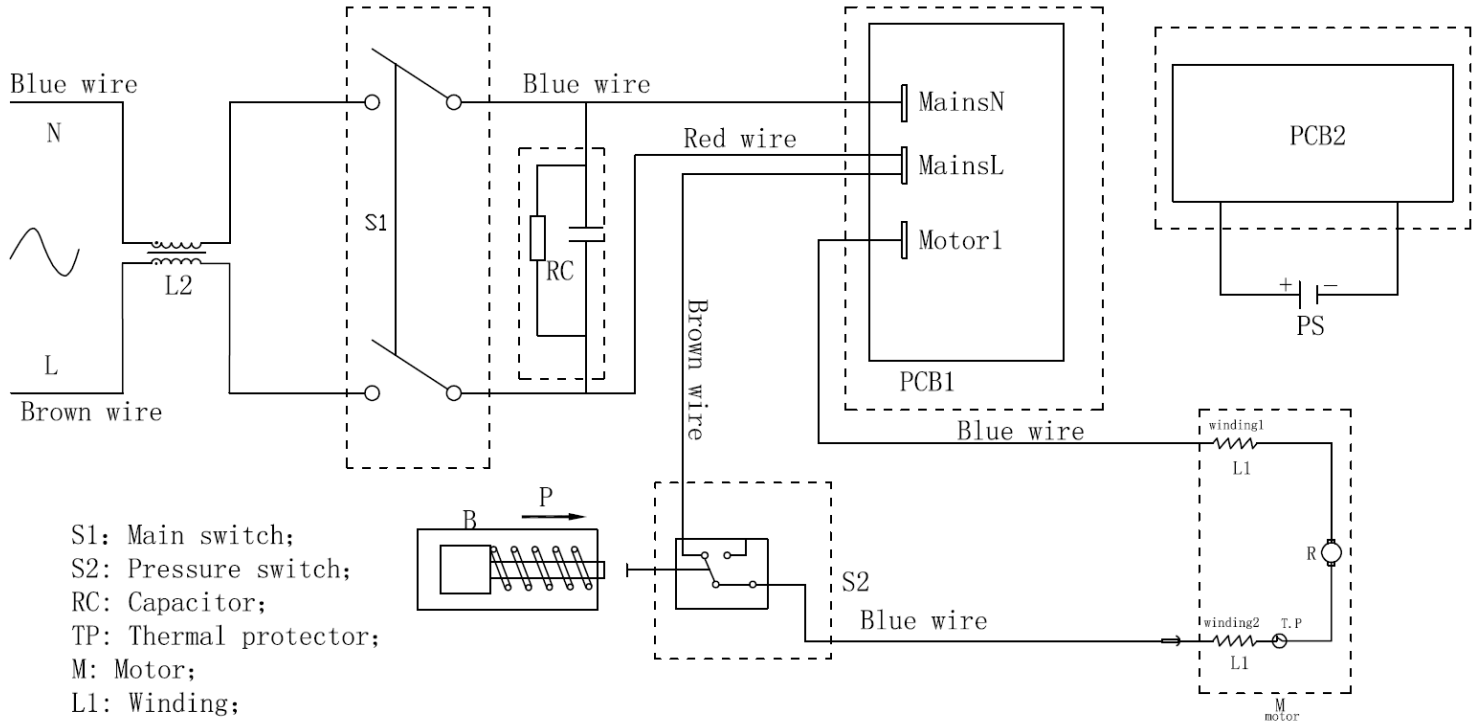 Blue wire
N
L
Brown wire
L2
S1
Blue wire
Red wire
RC
Brown wire
MainsN
MainsL
Motor1
PCB1
PCB2
+ −
PS
Blue wire
winding1
L1
R
winding2
T.P
L1
M
motor
B
P
S2
Blue wire
S1: Main switch;
S2: Pressure switch;
RC: Capacitor;
TP: Thermal protector;
M: Motor;
L1: Winding;